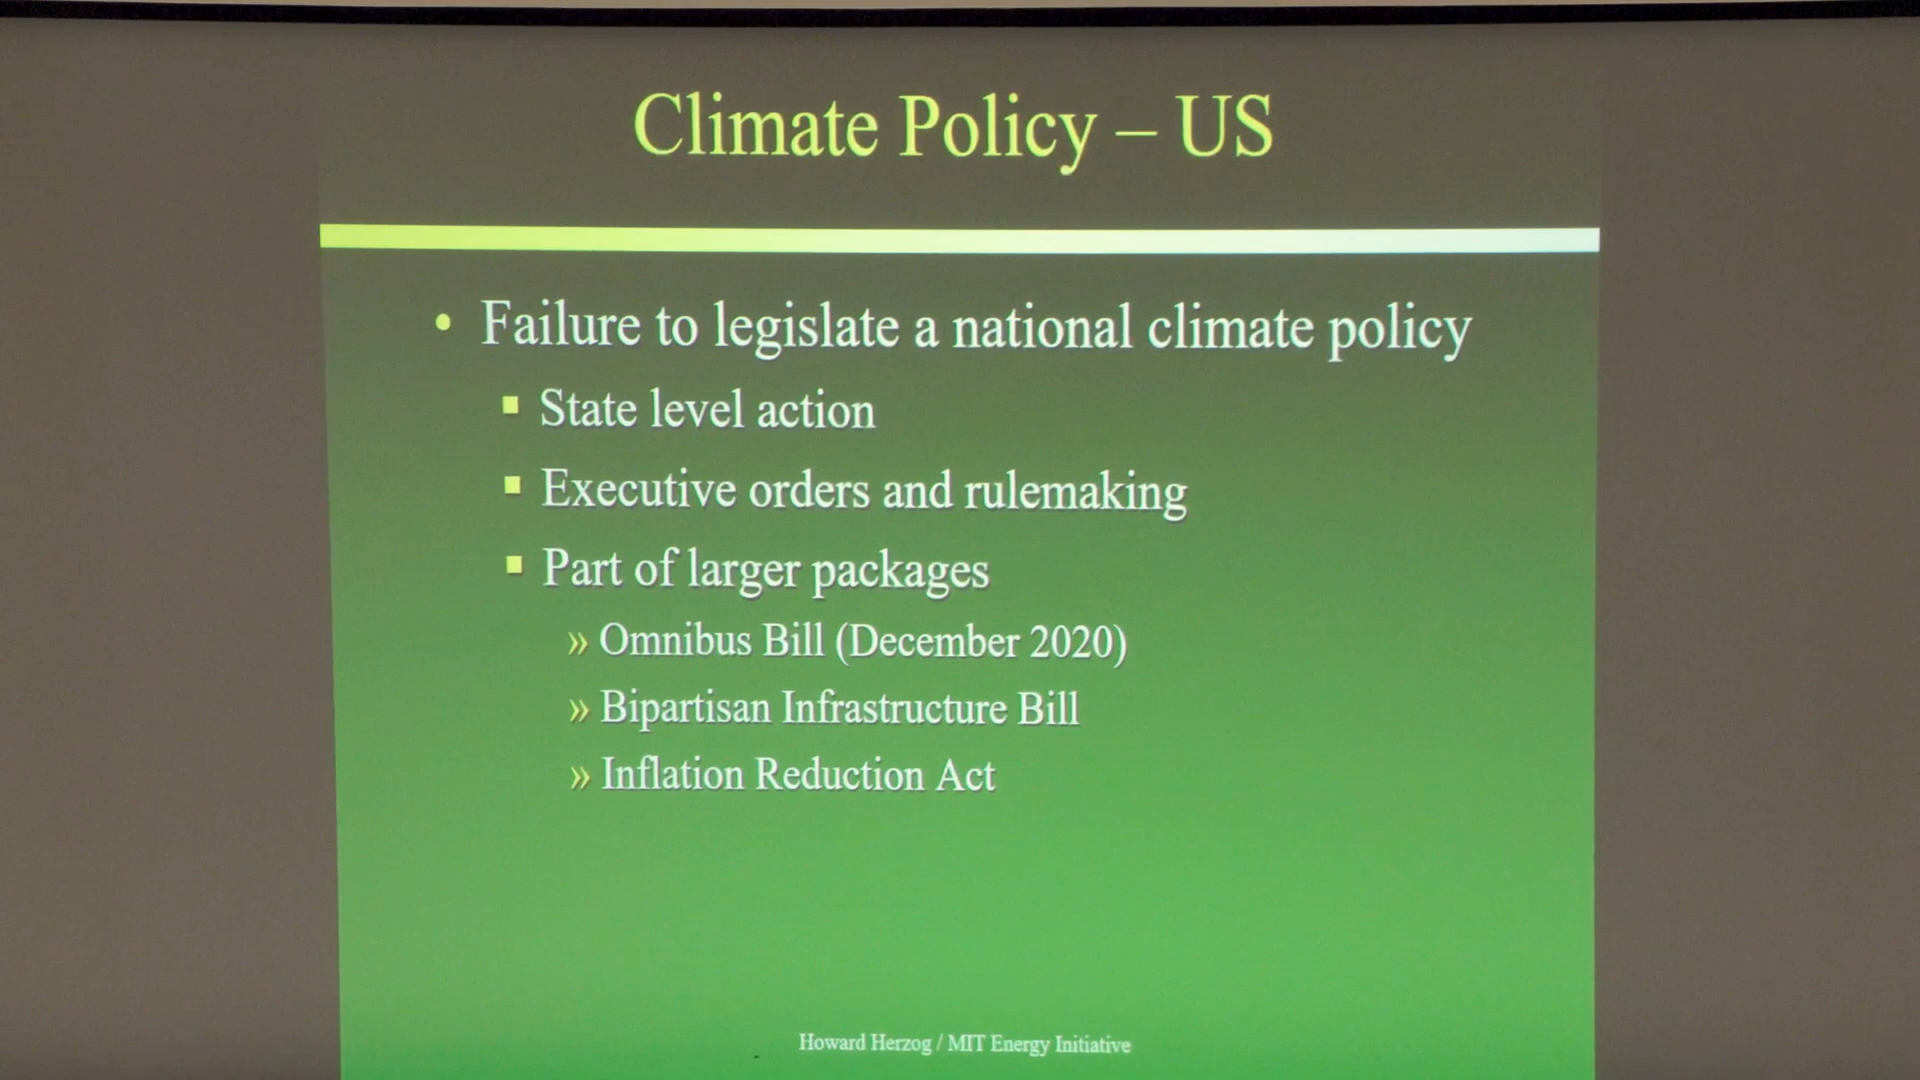 Climate Policy – US
• Failure to legislate a national climate policy
▪ State level action
▪ Executive orders and rulemaking
▪ Part of larger packages
» Omnibus Bill (December 2020)
» Bipartisan Infrastructure Bill
» Inflation Reduction Act
Howard Herzog / MIT Energy Initiative